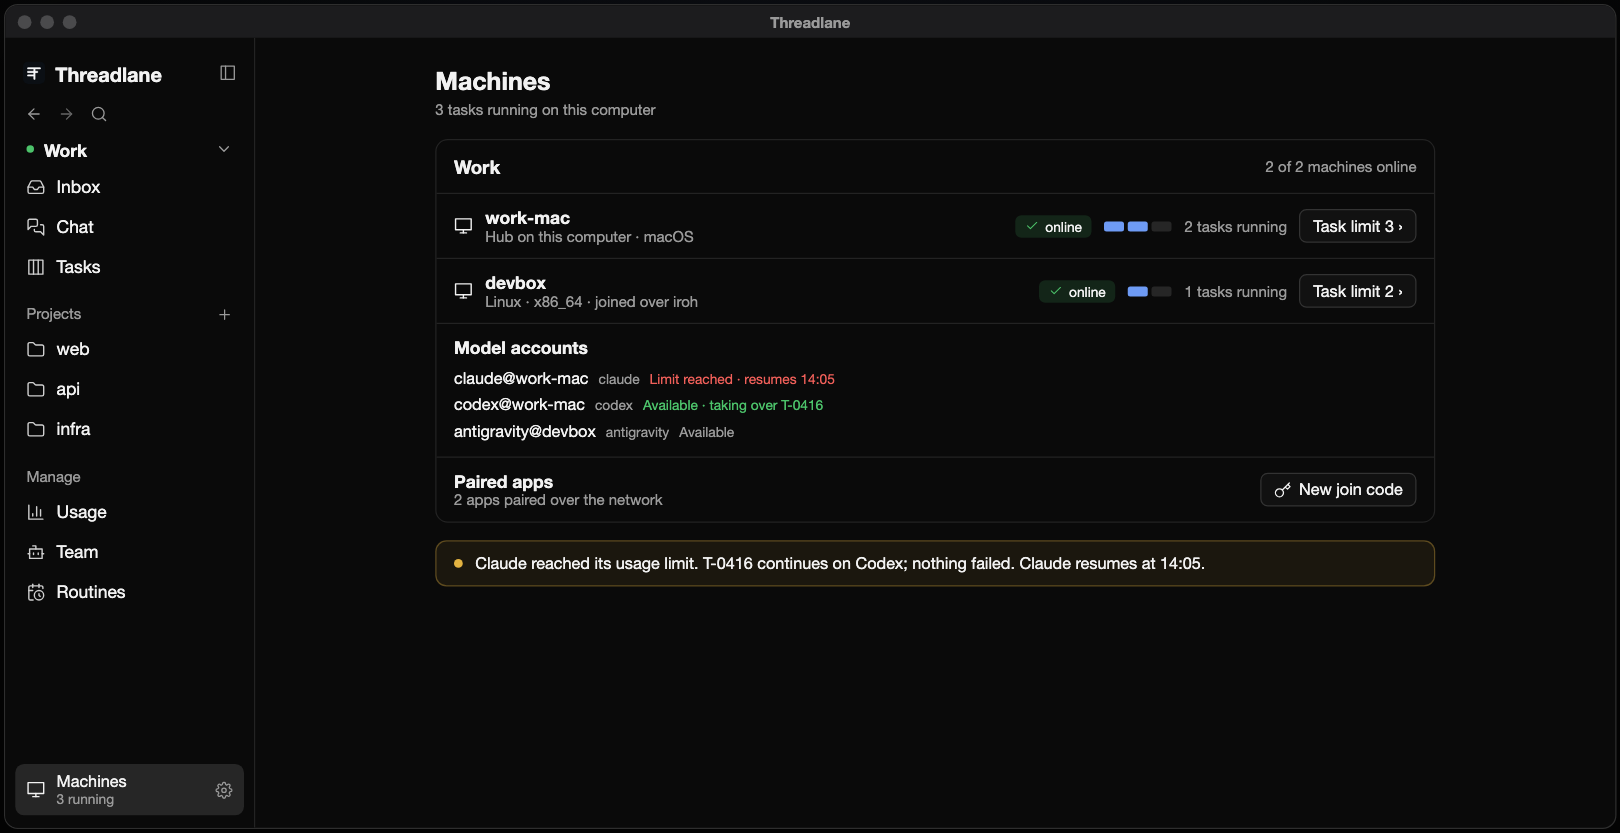 Threadlane
Threadlane
Work
Inbox
Chat
Tasks
Projects
web
api
infra
Manage
Usage
Team
Routines
Machines
3 running
Machines
3 tasks running on this computer
Work
2 of 2 machines online
work-mac
Hub on this computer · macOS
online
2 tasks running
Task limit 3 ›
devbox
Linux · x86_64 · joined over iroh
online
1 tasks running
Task limit 2 ›
Model accounts
claude@work-mac claude Limit reached · resumes 14:05
codex@work-mac codex Available · taking over T-0416
antigravity@devbox antigravity Available
Paired apps
2 apps paired over the network
New join code
Claude reached its usage limit. T-0416 continues on Codex; nothing failed. Claude resumes at 14:05.